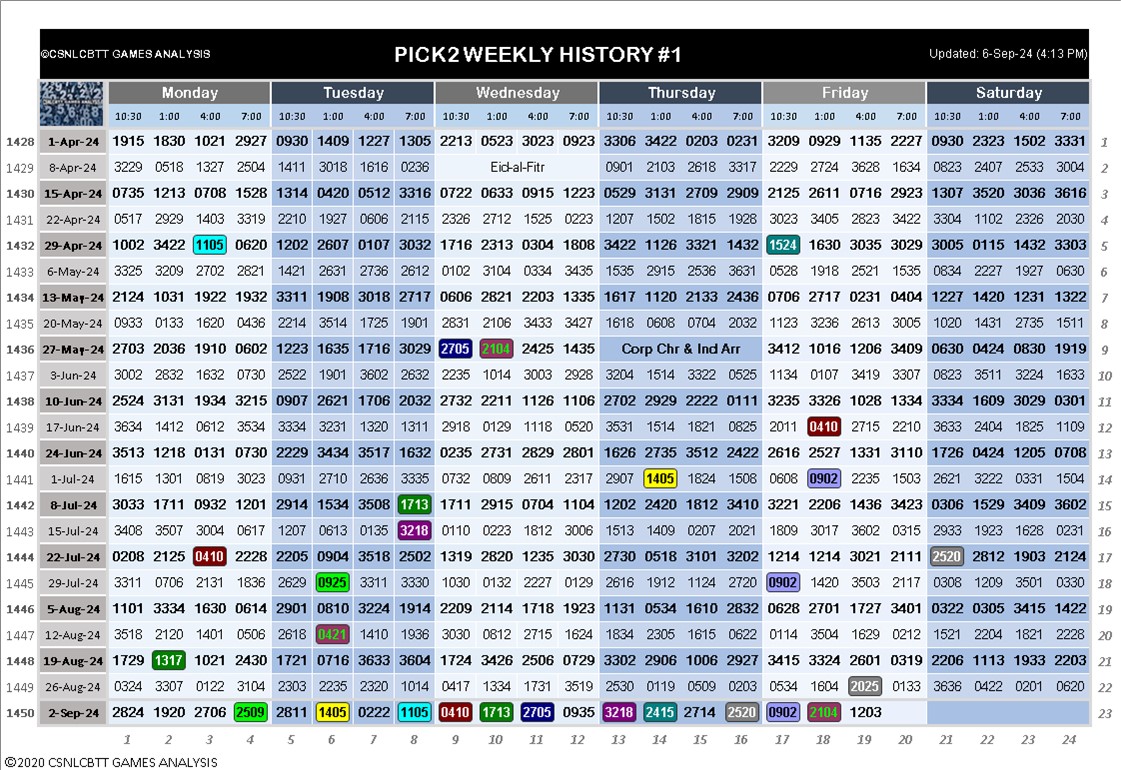 ©CSNLCBTT GAMES ANALYSIS PICK2 WEEKLY HISTORY #1 Updated: 6-Sep-24 (4:13 PM)
Monday Tuesday Wednesday Thursday Friday Saturday
10:30 1:00 4:00 7:00 10:30 1:00 4:00 7:00 10:30 1:00 4:00 7:00 10:30 1:00 4:00 7:00 10:30 1:00 4:00 7:00 10:30 1:00 4:00 7:00
1428 1-Apr-24 1915 1830 1021 2927 0930 1409 1227 1305 2213 0523 3023 0923 3306 3422 0203 0231 3209 0929 1135 2227 0930 2323 1502 3331 1
1429 8-Apr-24 3229 0518 1327 2504 1411 3018 1616 0236 Eid-al-Fitr 0901 2103 2618 3317 2229 2724 3628 1634 0823 2407 2533 3004 2
1430 15-Apr-24 0735 1213 0708 1528 1314 0420 0512 3316 0722 0633 0915 1223 0529 3131 2709 2909 2125 2611 0716 2923 1307 3520 3036 3616 3
1431 22-Apr-24 0517 2929 1403 3319 2210 1927 0606 2115 2326 2712 1525 0223 1207 1502 1815 1928 3023 3405 2823 3422 3304 1102 2326 2030 4
1432 29-Apr-24 1002 3422 1105 0620 1202 2607 0107 3032 1716 2313 0304 1808 3422 1126 3321 1432 1524 1630 3035 3029 3005 0115 1432 3303 5
1433 6-May-24 3325 3209 2702 2821 1421 2631 2736 2612 0102 3104 0334 3435 1535 2915 2536 3631 0528 1918 2521 1535 0834 2227 1927 0630 6
1434 13-May-24 2124 1031 1922 1932 3311 1908 3018 2717 0606 2821 2203 1335 1617 1120 2133 2436 0706 2717 0231 0404 1227 1420 1231 1322 7
1435 20-May-24 0933 0133 1620 0436 2214 3514 1725 1901 2831 2106 3433 3427 1618 0608 0704 2032 1123 3236 2613 3005 1020 1431 2735 1511 8
1436 27-May-24 2703 2036 1910 0602 1223 1635 1716 3029 2705 2104 2425 1435 Corp Chr & Ind Arr 3412 1016 1206 3409 0630 0424 0830 1919 9
1437 3-Jun-24 3002 2832 1632 0730 2522 1901 3602 2632 2235 1014 3003 2928 3204 1514 3322 0525 1134 0107 3419 3307 0823 3511 3224 1633 10
1438 10-Jun-24 2524 3131 1934 3215 0907 2621 1706 2032 2732 2211 1126 1106 2702 2929 2222 0111 3235 3326 1028 1334 3334 1609 3029 0301 11
1439 17-Jun-24 3634 1412 0612 3534 3334 3231 1320 1311 2918 0129 1118 0520 3531 1514 1821 0825 2011 0410 2715 2210 3633 2404 1825 1109 12
1440 24-Jun-24 3513 1218 0131 0730 2229 3434 3517 1632 0235 2731 2829 2801 1626 2735 3512 2422 2616 2527 1331 3110 1726 0424 1205 0708 13
1441 1-Jul-24 1615 1301 0819 3023 0931 2710 2636 3335 0732 0809 2611 2317 2907 1405 1824 1508 0608 0902 2235 1503 2621 3222 0331 1504 14
1442 8-Jul-24 3033 1711 0932 1201 2914 1534 3508 1713 1711 2915 0704 1104 1202 2420 1812 3410 3221 2206 1436 3423 0306 1529 3409 3602 15
1443 15-Jul-24 3408 3507 3004 0617 1207 0613 0135 3218 0110 0223 1812 3006 1513 1409 0207 2021 1809 3017 3602 0315 2933 1923 1628 0231 16
1444 22-Jul-24 0208 2125 0410 2228 2205 0904 3518 2502 1319 2820 1235 3030 2730 0518 3101 3202 1214 1214 3021 2111 2520 2812 1903 2124 17
1445 29-Jul-24 3311 0706 2131 1836 2629 0925 3311 3330 1030 0132 2227 0129 2616 1912 1124 2720 0902 1420 3503 2117 0308 1209 3501 0330 18
1446 5-Aug-24 1101 3334 1630 0614 2901 0810 3224 1914 2209 2114 1718 1923 1131 0534 1610 2832 0628 2701 1727 3401 0322 0305 3415 1422 19
1447 12-Aug-24 3518 2120 1401 0506 2618 0421 1410 1936 3030 0812 2715 1624 1834 2305 1615 0622 0114 3504 1629 0212 1521 2204 1821 2228 20
1448 19-Aug-24 1729 1317 1021 2430 1721 0716 3633 3604 1724 3426 2506 0729 3302 2906 1006 2927 3415 3324 2601 0319 2206 1113 1933 2203 21
1449 26-Aug-24 0324 3307 0122 3104 2303 2235 2320 1014 0417 1334 1731 3519 2530 0119 0509 0203 0534 1604 2025 0133 3636 0422 0201 0620 22
1450 2-Sep-24 2824 1920 2706 2509 2811 1405 0222 1105 0410 1713 2705 0935 3218 2415 2714 2520 0902 2104 1203 23
1 2 3 4 5 6 7 8 9 10 11 12 13 14 15 16 17 18 19 20 21 22 23 24
©2020 CSNLCBTT GAMES ANALYSIS